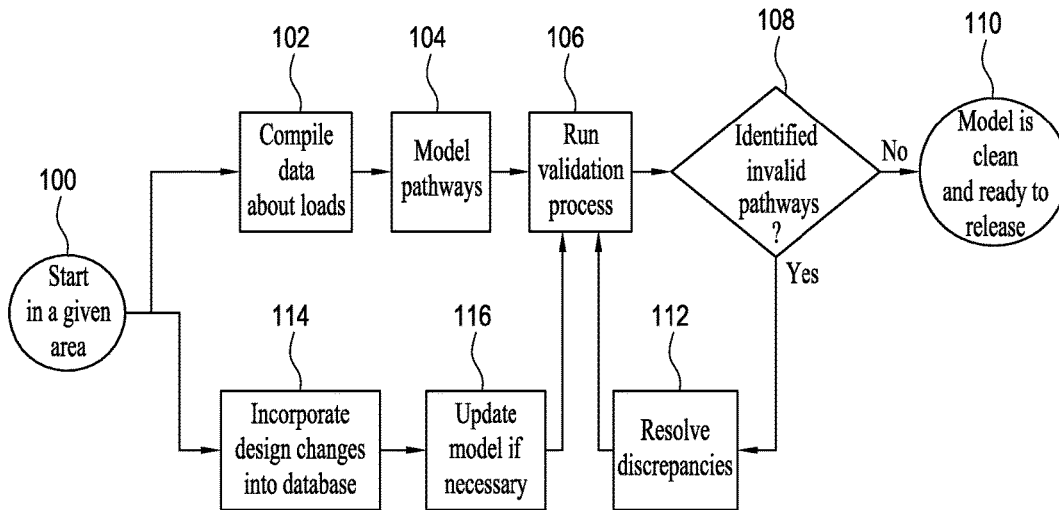 102
Compile
data
about loads
104
Model
pathways
106
Run
validation
process
108
Identified
invalid
pathways
?
No
Yes
110
Model is
clean
and ready to
release
100
Start
in a given
area
114
Incorporate
design changes
into database
116
Update
model if
necessary
112
Resolve
discrepancies